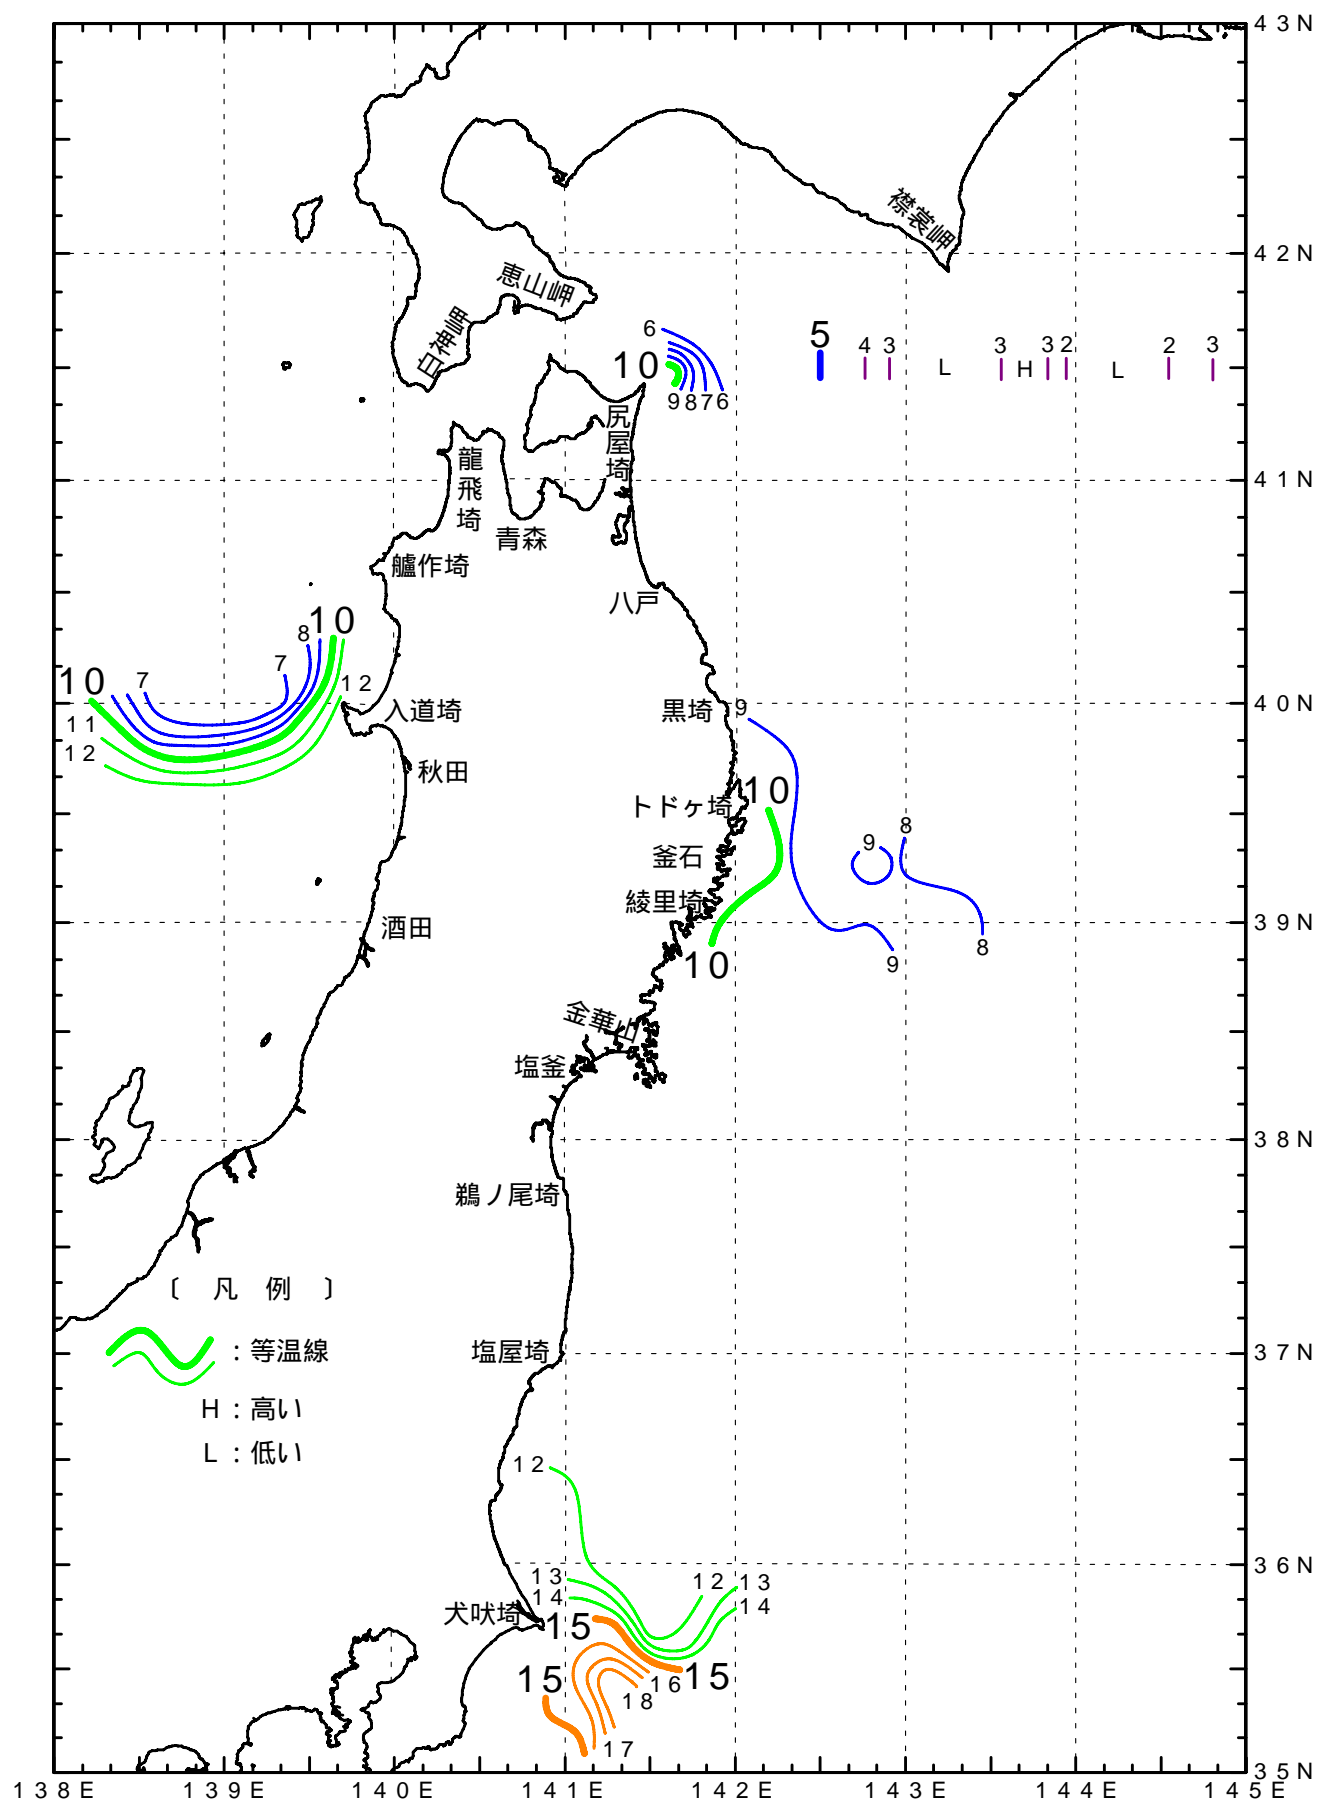 43N
襟裳岬
42N
恵山岬
白神岬
6
10
9 8 7 6
5
4 3 L 3 H 3 2 L 2 3
尻屋埼
41N
龍飛埼
青森
艫作埼
八戸
10
8
7
10
7
12
11
12
入道埼
40N
黒埼
9
秋田
10
トドヶ埼
8
9
釜石
綾里埼
酒田
39N
10
9
8
金華山
塩釜
38N
鵜ノ尾埼
〔 凡 例 〕
:等温線
H:高い
L:低い
塩屋埼
37N
12
36N
13
14
12 13
14
犬吠埼
15
15
15
16
18
17
35N
138E 139E 140E 141E 142E 143E 144E 145E